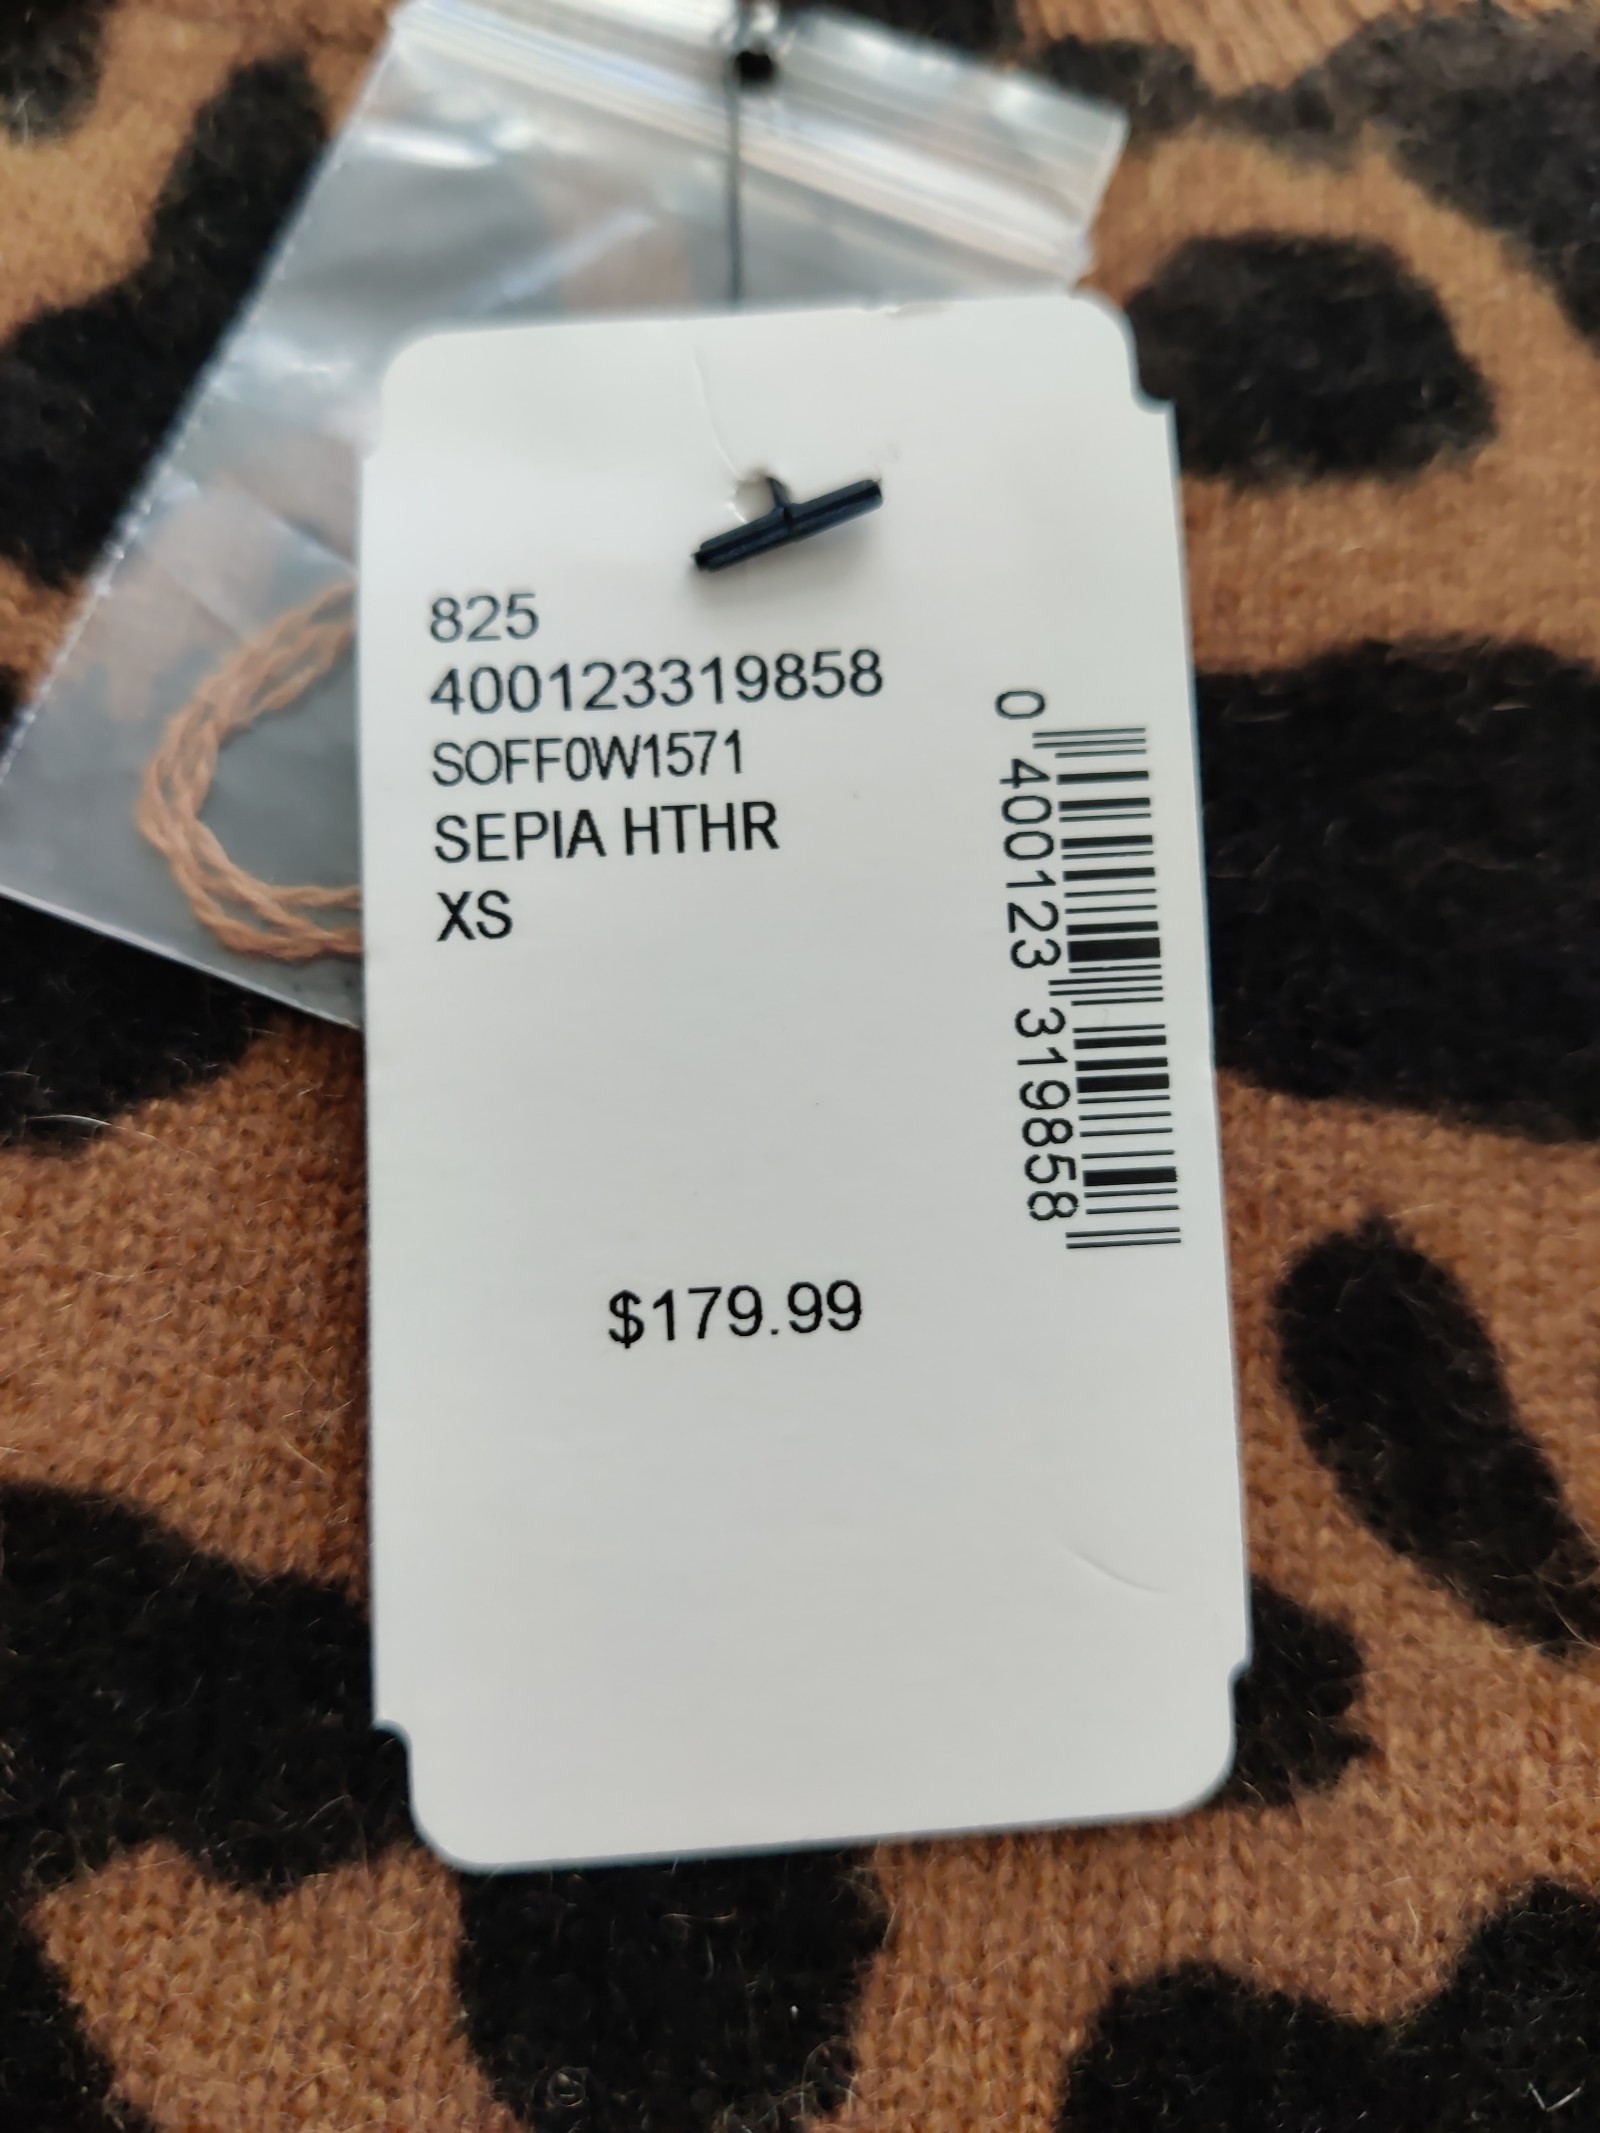 825
400123319858
SOFF0W1571
SEPIA HTHR
XS
0 400123 319858
$179.99